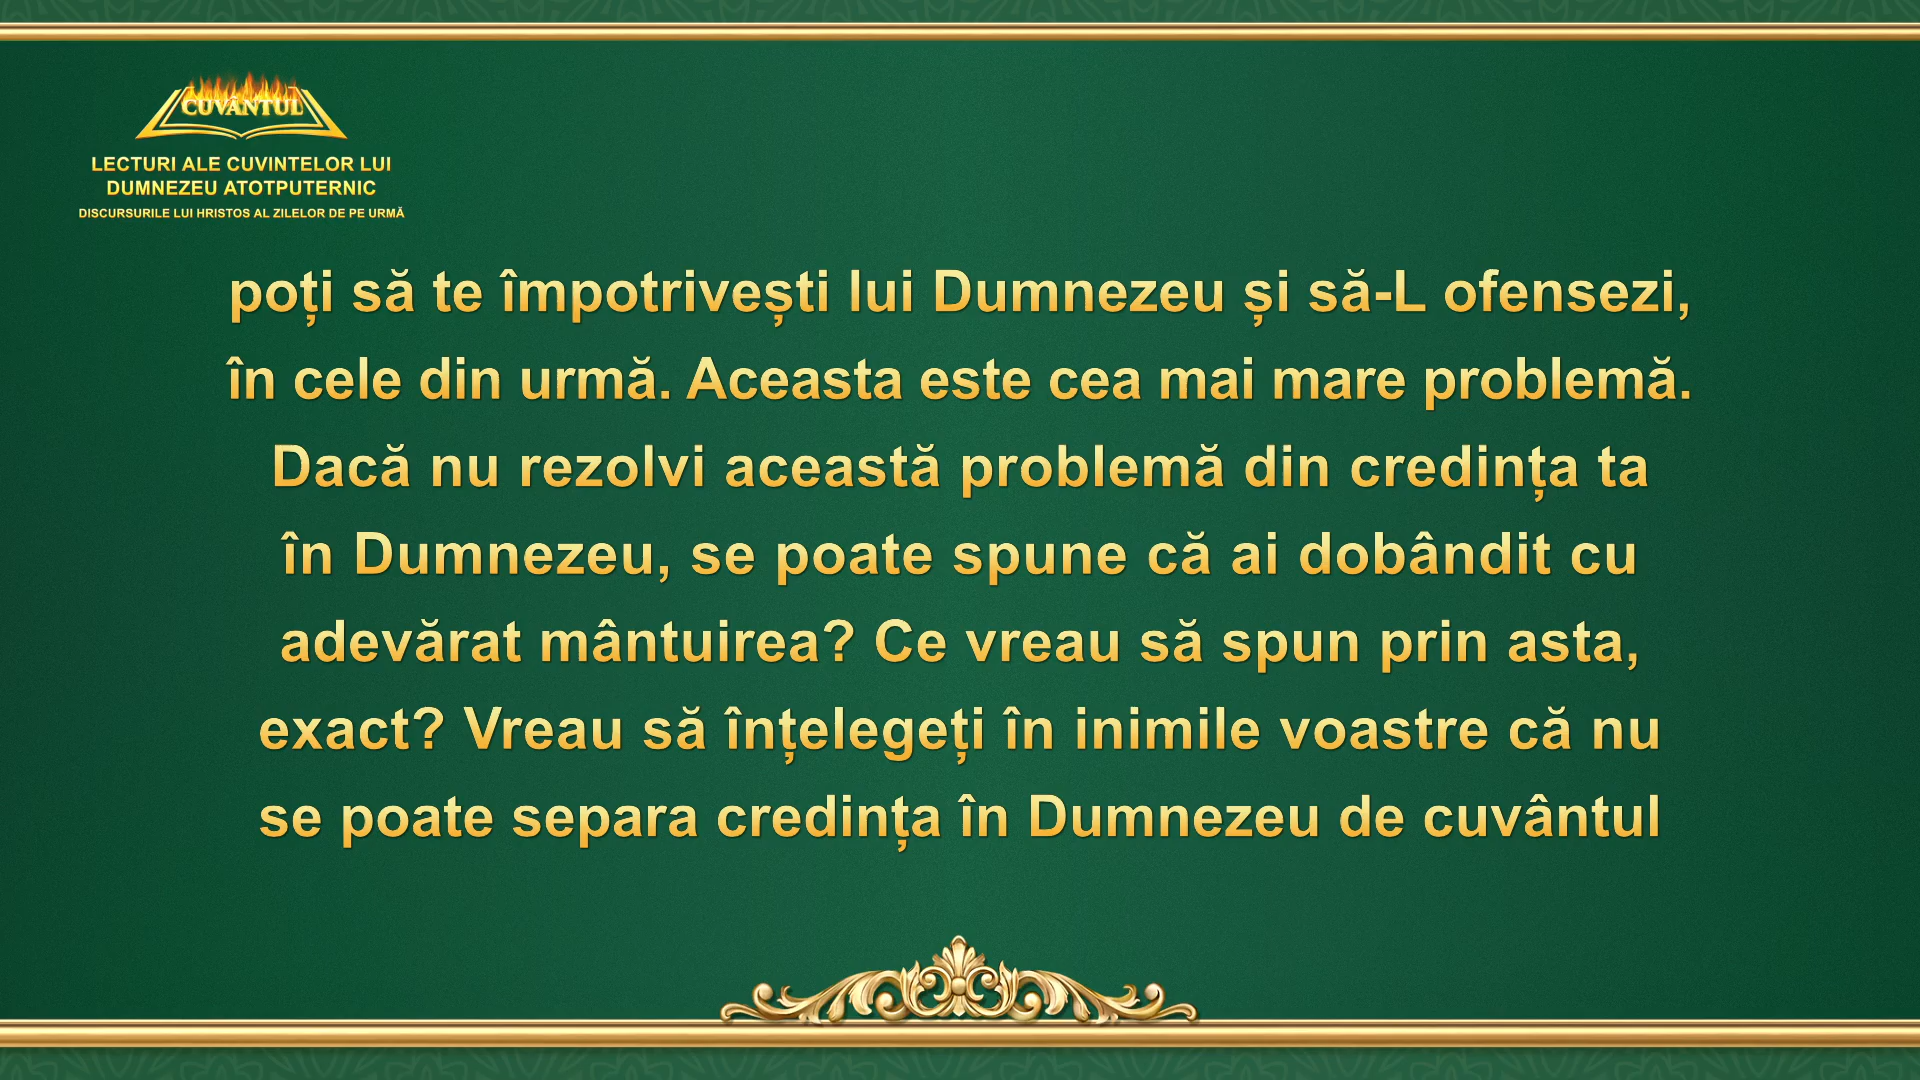 CUVÂNTUL
LECTURI ALE CUVINTELOR LUI
DUMNEZEU ATOTPUTERNIC
DISCURSURILE LUI HRISTOS AL ZILELOR DE PE URMĂ
poți să te împotrivești lui Dumnezeu și să-L ofensezi,
în cele din urmă. Aceasta este cea mai mare problemă.
Dacă nu rezolvi această problemă din credința ta
în Dumnezeu, se poate spune că ai dobândit cu
adevărat mântuirea? Ce vreau să spun prin asta,
exact? Vreau să înțelegeți în inimile voastre că nu
se poate separa credința în Dumnezeu de cuvântul